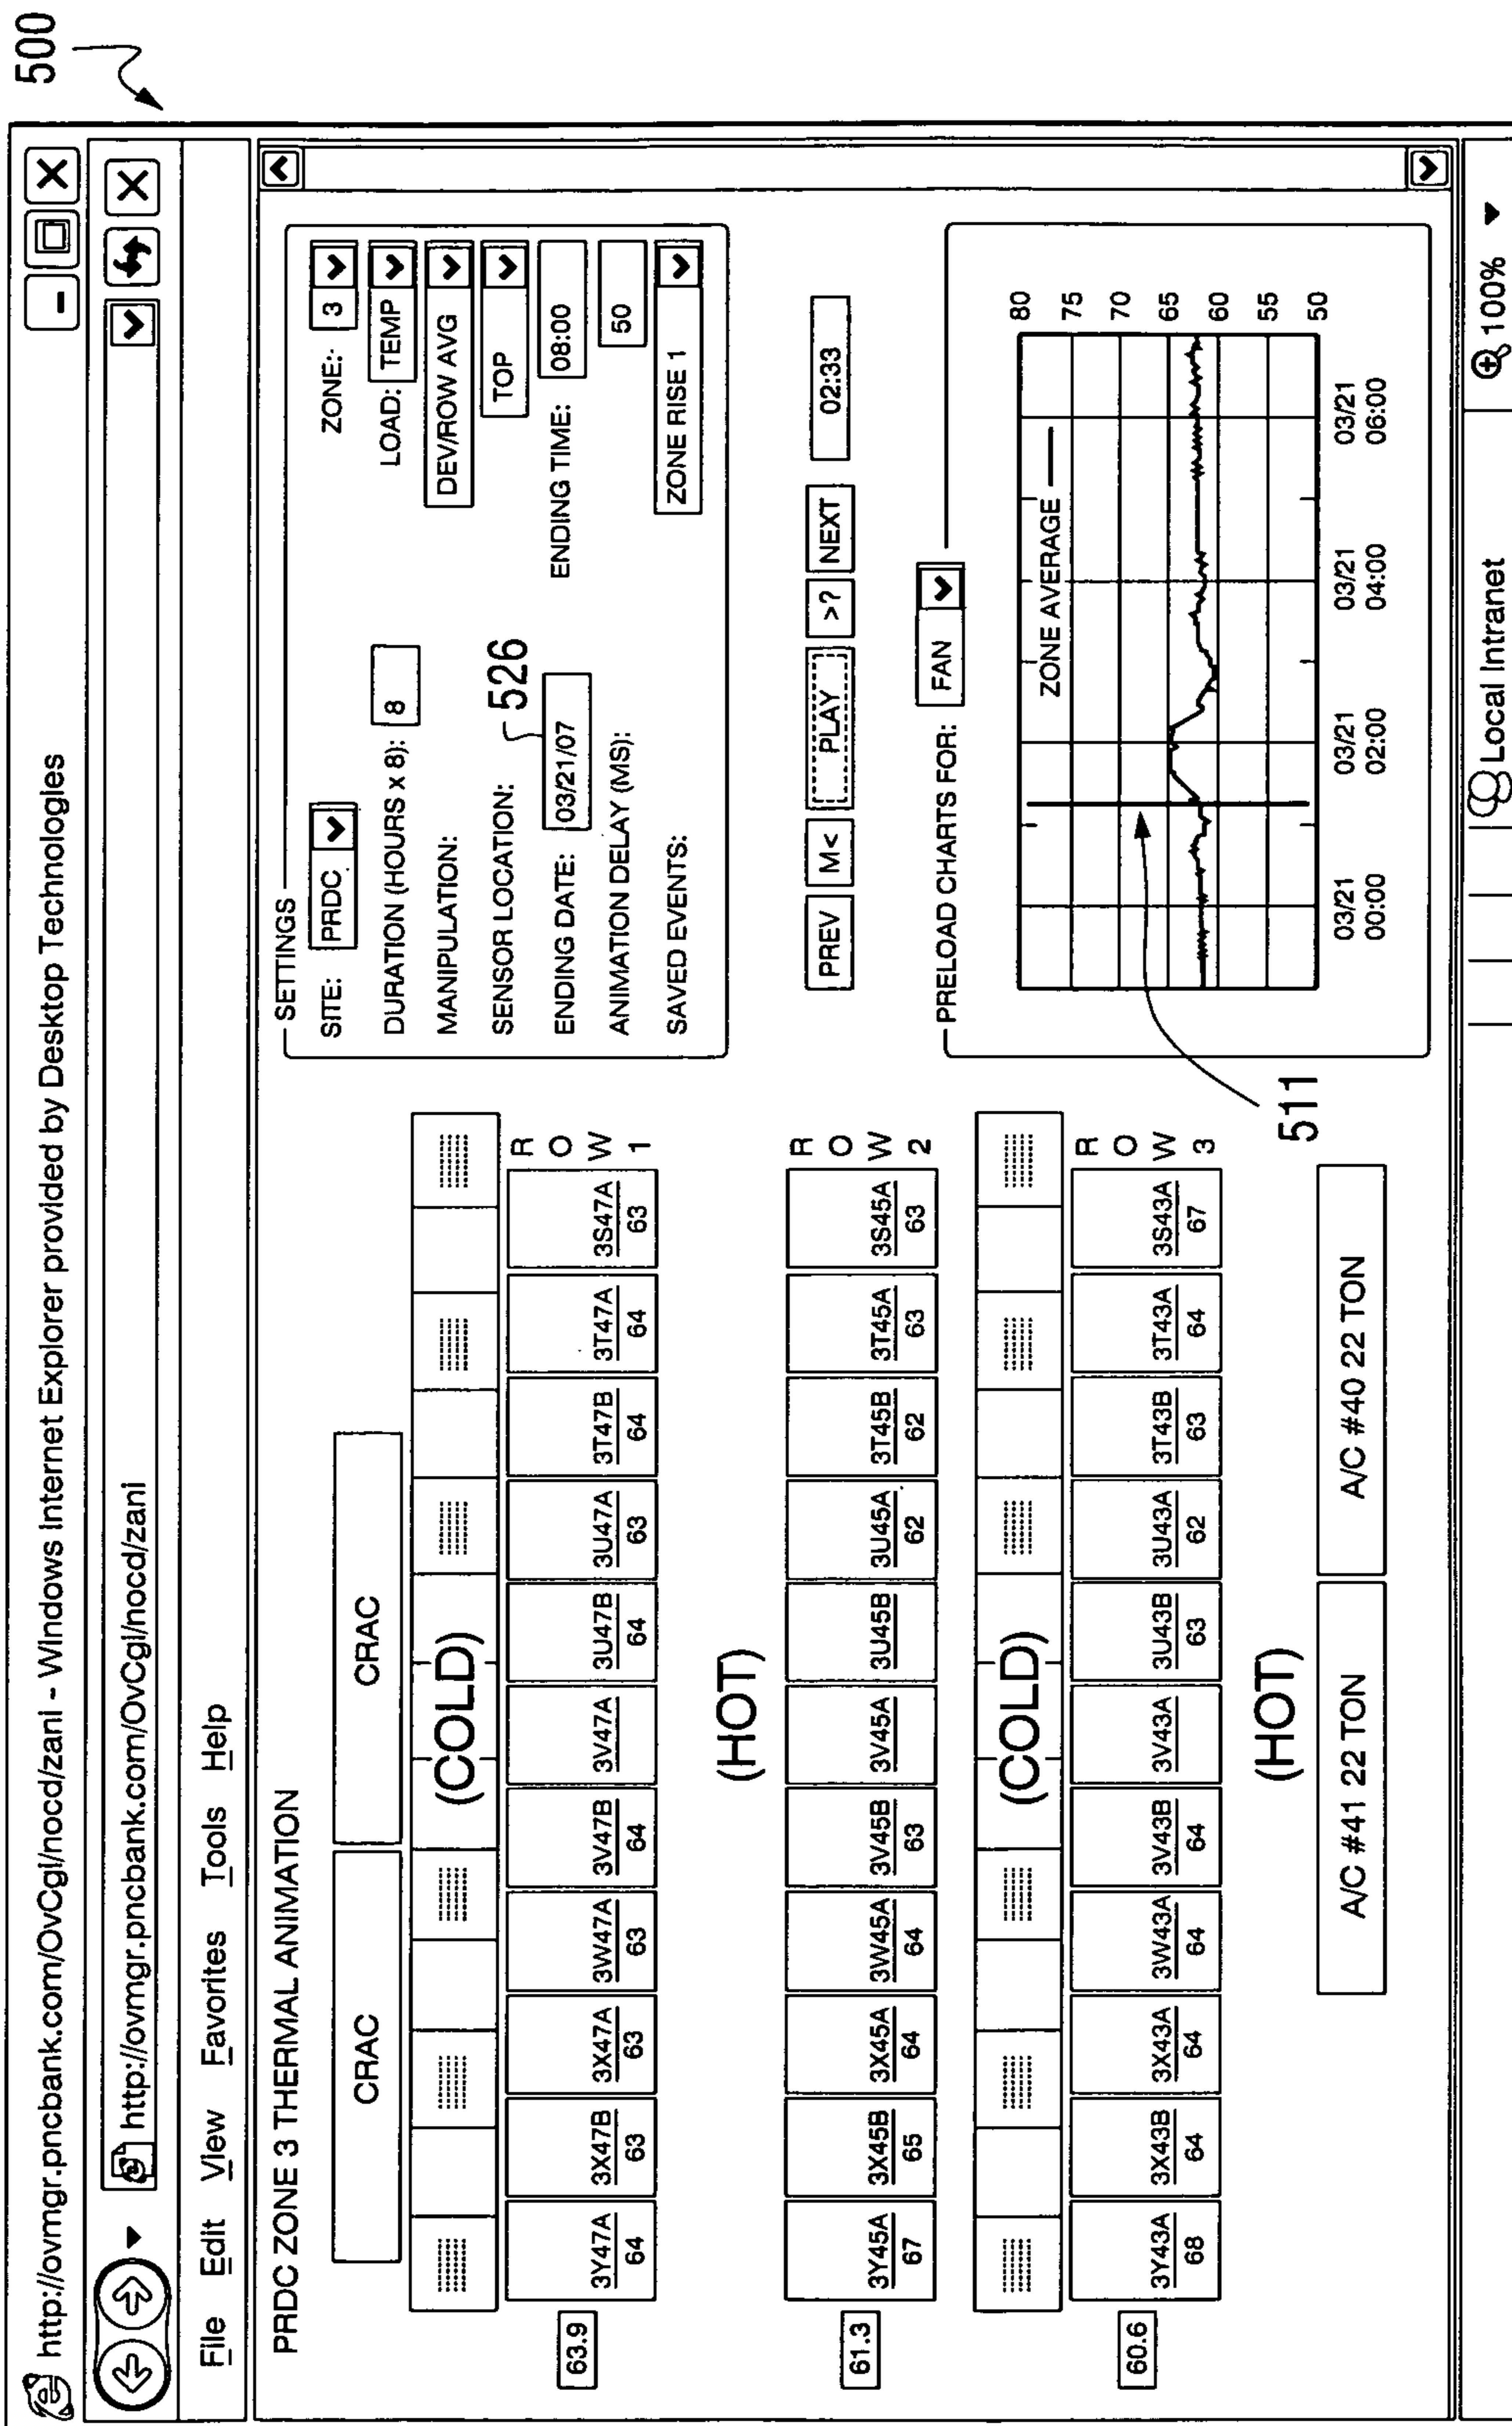 500
http://ovmgr.pncbank.com/OvCgI/nocd/zani - Windows Internet Explorer provided by Desktop Technologies
http://ovmgr.pncbank.com/OvCgI/nocd/zani
File Edit View Favorites Tools Help
PRDC ZONE 3 THERMAL ANIMATION
CRAC CRAC
(COLD)
3Y47A 3X47B 3X47A 3W47A 3V47B 3V47A 3U47B 3U47A 3T47B 3T47A 3S47A
64 63 63 63 64 64 63 64 64 63
63.9
ROW 1
(HOT)
3Y45A 3X45B 3X45A 3W45A 3V45B 3V45A 3U45B 3U45A 3T45B 3T45A 3S45A
67 65 64 64 63 62 62 63 63
61.3
ROW 2
(COLD)
3Y43A 3X43B 3X43A 3W43A 3V43B 3V43A 3U43B 3U43A 3T43B 3T43A 3S43A
68 64 64 64 64 63 62 63 64 67
60.6
ROW 3
(HOT)
A/C #41 22 TON A/C #40 22 TON
SETTINGS
SITE: PRDC ZONE: 3
DURATION (HOURS x 8): 8 LOAD: TEMP
MANIPULATION: DEV/ROW AVG
SENSOR LOCATION: TOP
526
ENDING DATE: 03/21/07 ENDING TIME: 08:00
ANIMATION DELAY (MS): 50
SAVED EVENTS: ZONE RISE 1
PREV M< PLAY >? NEXT 02:33
PRELOAD CHARTS FOR: FAN
ZONE AVERAGE
80
75
70
65
60
55
50
03/21 03/21 03/21 03/21
00:00 02:00 04:00 06:00
511
Local Intranet 100%